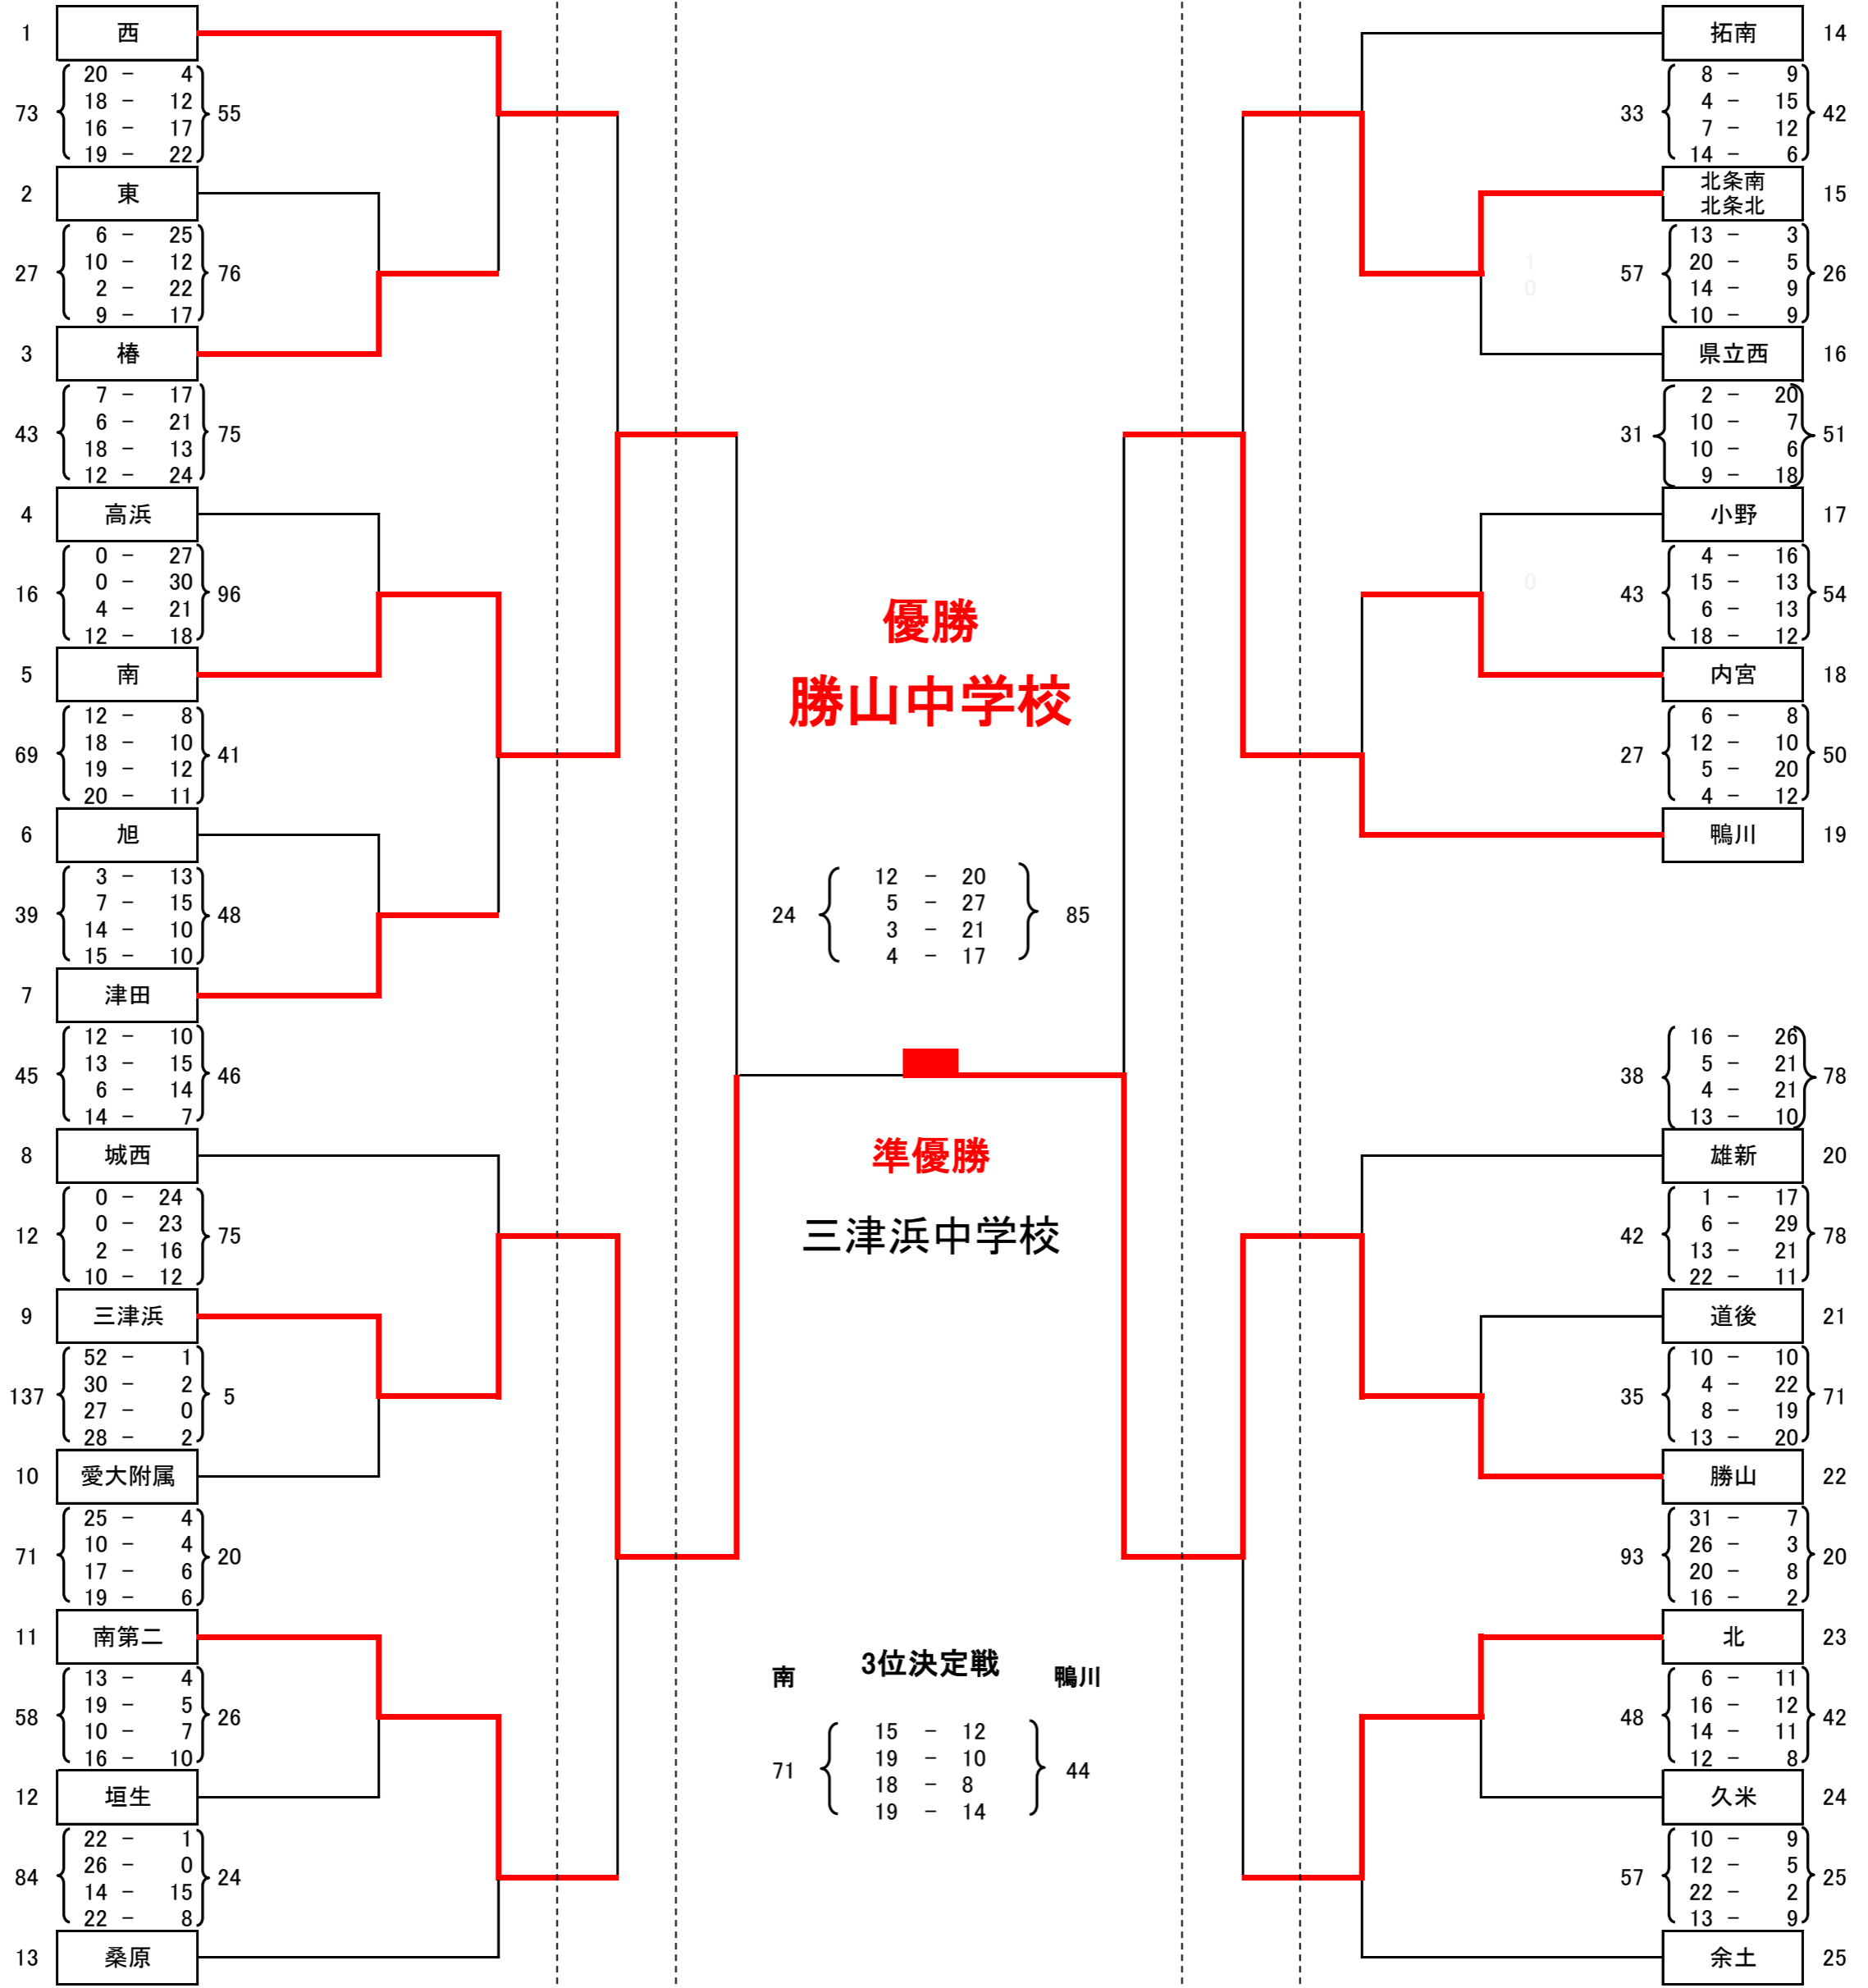 1 西
20 - 4
18 - 12
73 55
16 - 17
19 - 22
2 東
6 - 25
10 - 12
27 76
2 - 22
9 - 17
3 椿
7 - 17
6 - 21
43 75
18 - 13
12 - 24
4 高浜
0 - 27
0 - 30
16 96
4 - 21
12 - 18
5 南
12 - 8
18 - 10
69 41
19 - 12
20 - 11
6 旭
3 - 13
7 - 15
39 48
14 - 10
15 - 10
7 津田
12 - 10
13 - 15
45 46
6 - 14
14 - 7
8 城西
0 - 24
0 - 23
12 75
2 - 16
10 - 12
9 三津浜
52 - 1
30 - 2
137 5
27 - 0
28 - 2
10 愛大附属
25 - 4
10 - 4
71 20
17 - 6
19 - 6
11 南第二
13 - 4
19 - 5
58 26
10 - 7
16 - 10
12 垣生
22 - 1
26 - 0
84 24
14 - 15
22 - 8
13 桑原
優勝
勝山中学校
12 - 20
5 - 27
24 85
3 - 21
4 - 17
準優勝
三津浜中学校
3位決定戦
南 鴨川
15 - 12
19 - 10
71 44
18 - 8
19 - 14
拓南 14
8 - 9
4 - 15
33 42
7 - 12
14 - 6
北条南
北条北
15
13 - 3
1
20 - 5
57 26
0
14 - 9
10 - 9
県立西 16
2 - 20
10 - 7
31 51
10 - 6
9 - 18
小野 17
4 - 16
0
15 - 13
43 54
6 - 13
18 - 12
内宮 18
6 - 8
12 - 10
27 50
5 - 20
4 - 12
鴨川 19
16 - 26
5 - 21
38 78
4 - 21
13 - 10
雄新 20
1 - 17
6 - 29
42 78
13 - 21
22 - 11
道後 21
10 - 10
4 - 22
35 71
8 - 19
13 - 20
勝山 22
31 - 7
26 - 3
93 20
20 - 8
16 - 2
北 23
6 - 11
16 - 12
48 42
14 - 11
12 - 8
久米 24
10 - 9
12 - 5
57 25
22 - 2
13 - 9
余土 25